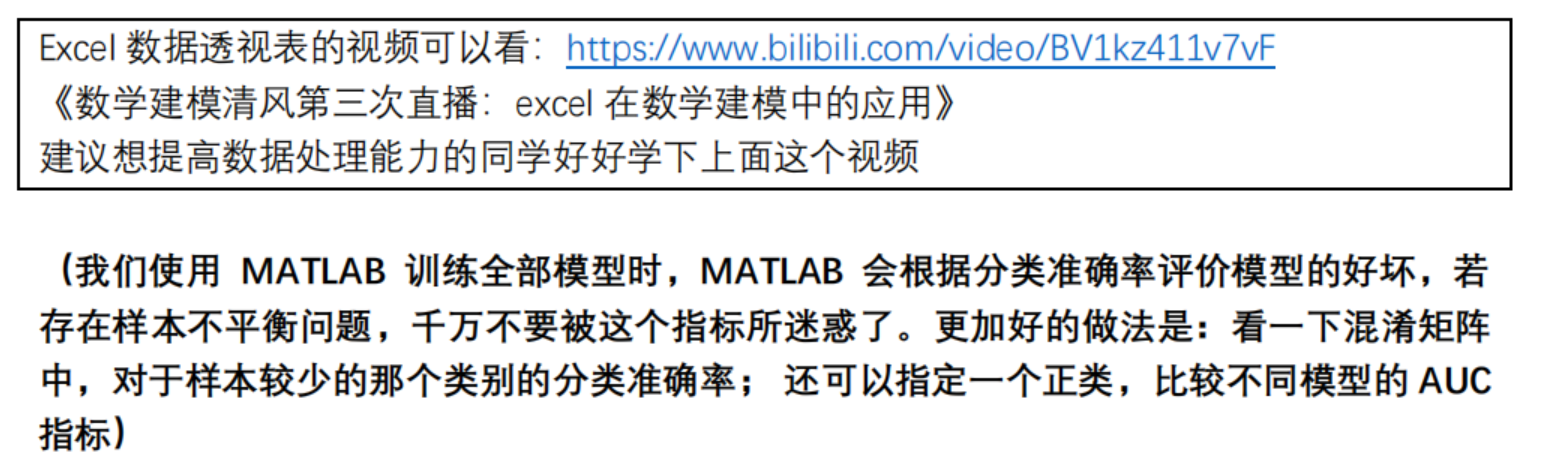 Excel 数据透视表的视频可以看：https://www.bilibili.com/video/BV1kz411v7vF
《数学建模清风第三次直播：excel 在数学建模中的应用》
建议想提高数据处理能力的同学好好学下上面这个视频
（我们使用 MATLAB 训练全部模型时，MATLAB 会根据分类准确率评价模型的好坏，若
存在样本不平衡问题，千万不要被这个指标所迷惑了。更加好的做法是：看一下混淆矩阵
中，对于样本较少的那个类别的分类准确率； 还可以指定一个正类，比较不同模型的 AUC
指标）